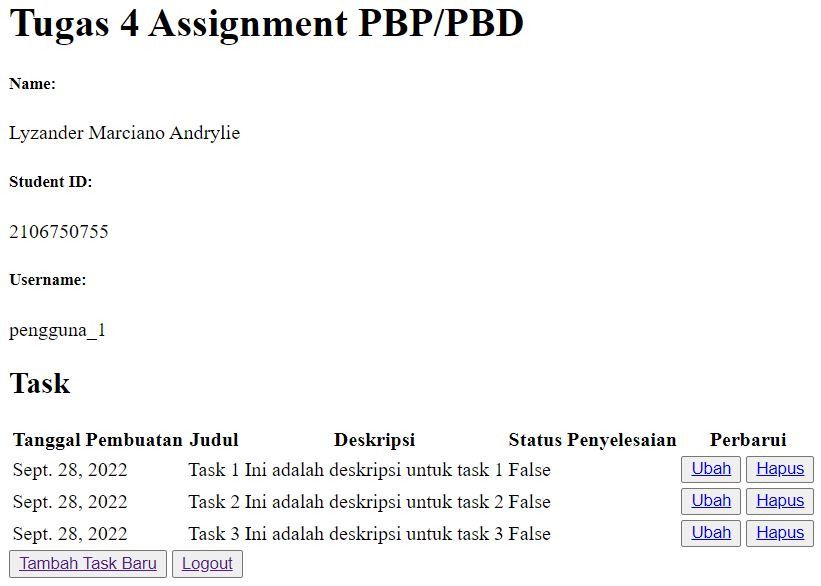 Tugas 4 Assignment PBP/PBD
Name:
Lyzander Marciano Andrylie
Student ID:
2106750755
Username:
pengguna_1
Task
Tanggal Pembuatan Judul Deskripsi Status Penyelesaian Perbarui
Sept. 28, 2022 Task 1 Ini adalah deskripsi untuk task 1 False Ubah Hapus
Sept. 28, 2022 Task 2 Ini adalah deskripsi untuk task 2 False Ubah Hapus
Sept. 28, 2022 Task 3 Ini adalah deskripsi untuk task 3 False Ubah Hapus
Tambah Task Baru Logout